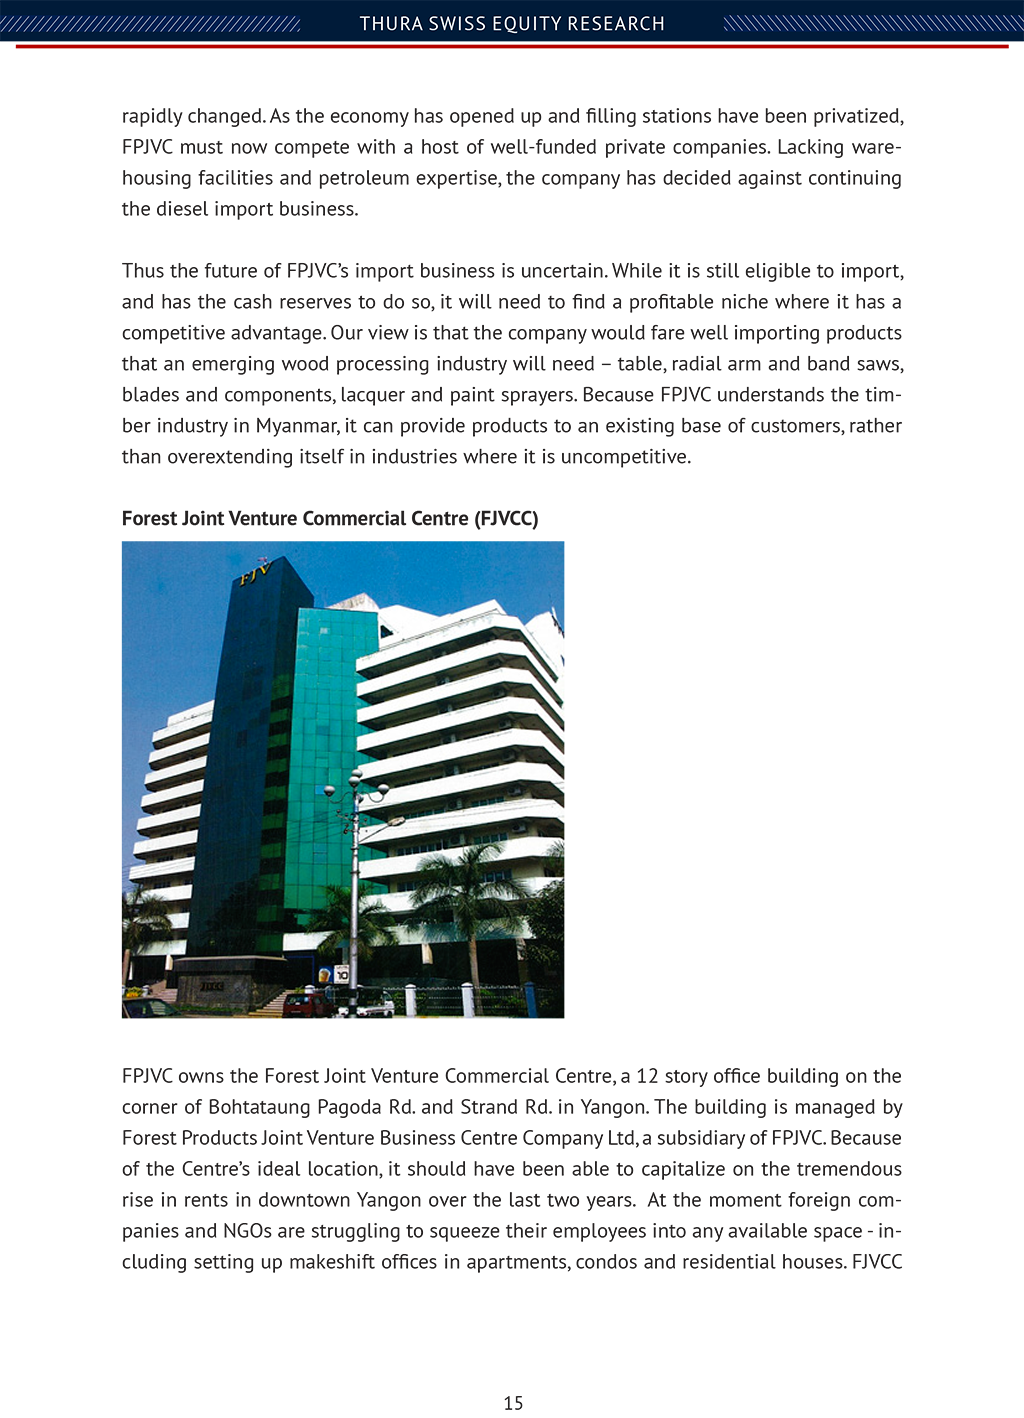 THURA SWISS EQUITY RESEARCH
rapidly changed. As the economy has opened up and filling stations have been privatized,
FPJVC must now compete with a host of well-funded private companies. Lacking ware-
housing facilities and petroleum expertise, the company has decided against continuing
the diesel import business.
Thus the future of FPJVC’s import business is uncertain. While it is still eligible to import,
and has the cash reserves to do so, it will need to find a profitable niche where it has a
competitive advantage. Our view is that the company would fare well importing products
that an emerging wood processing industry will need – table, radial arm and band saws,
blades and components, lacquer and paint sprayers. Because FPJVC understands the tim-
ber industry in Myanmar, it can provide products to an existing base of customers, rather
than overextending itself in industries where it is uncompetitive.
Forest Joint Venture Commercial Centre (FJVCC)
FJV
10
FPJVC owns the Forest Joint Venture Commercial Centre, a 12 story office building on the
corner of Bohtataung Pagoda Rd. and Strand Rd. in Yangon. The building is managed by
Forest Products Joint Venture Business Centre Company Ltd, a subsidiary of FPJVC. Because
of the Centre’s ideal location, it should have been able to capitalize on the tremendous
rise in rents in downtown Yangon over the last two years.  At the moment foreign com-
panies and NGOs are struggling to squeeze their employees into any available space - in-
cluding setting up makeshift offices in apartments, condos and residential houses. FJVCC
15